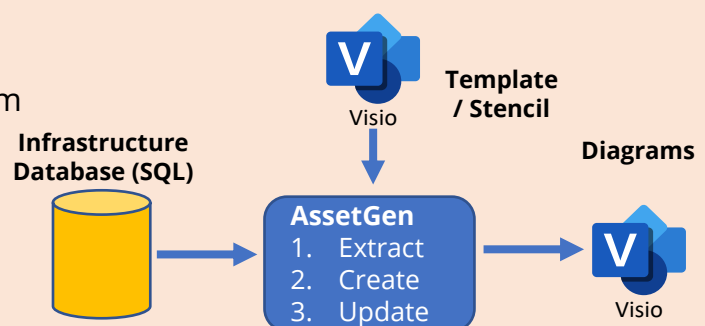 m
Template
/ Stencil
V
Visio
Infrastructure
Database (SQL)
Diagrams
AssetGen
1. Extract
2. Create
3. Update
V
Visio